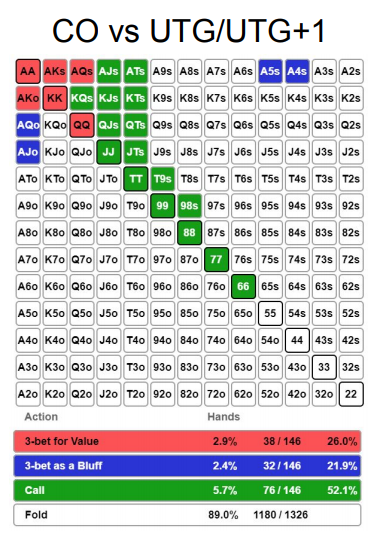 CO vs UTG/UTG+1
AA AKs AQs AJs ATs A9s A8s A7s A6s A5s A4s A3s A2s
AKo KK KQs KJs KTs K9s K8s K7s K6s K5s K4s K3s K2s
AQo KQo QQ QJs QTs Q9s Q8s Q7s Q6s Q5s Q4s Q3s Q2s
AJo KJo QJo JJ JTs J9s J8s J7s J6s J5s J4s J3s J2s
ATo KTo QTo JTo TT T9s T8s T7s T6s T5s T4s T3s T2s
A9o K9o Q9o J9o T9o 99 98s 97s 96s 95s 94s 93s 92s
A8o K8o Q8o J8o T8o 98o 88 87s 86s 85s 84s 83s 82s
A7o K7o Q7o J7o T7o 97o 87o 77 76s 75s 74s 73s 72s
A6o K6o Q6o J6o T6o 96o 86o 76o 66 65s 64s 63s 62s
A5o K5o Q5o J5o T5o 95o 85o 75o 65o 55 54s 53s 52s
A4o K4o Q4o J4o T4o 94o 84o 74o 64o 54o 44 43s 42s
A3o K3o Q3o J3o T3o 93o 83o 73o 63o 53o 43o 33 32s
A2o K2o Q2o J2o T2o 92o 82o 72o 62o 52o 42o 32o 22
Action Hands
3-bet for Value 2.9% 38 / 146 26.0%
3-bet as a Bluff 2.4% 32 / 146 21.9%
Call 5.7% 76 / 146 52.1%
Fold 89.0% 1180 / 1326